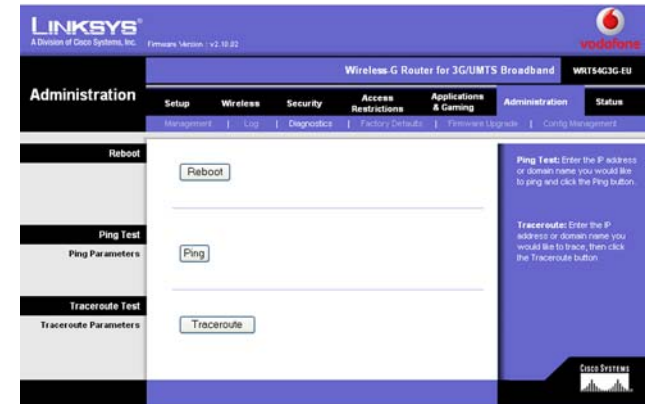 LINKSYS®
A Division of Cisco Systems, Inc.
Firmware Version : v2.10.02
vodofone
Wireless-G Router for 3G/UMTS Broadband WRT54G3G-EU
Administration
Setup Wireless Security Access Restrictions Applications & Gaming Administration Status
Management | Log | Diagnostics | Factory Defaults | Firmware Upgrade | Config Management
Reboot
Reboot
Ping Test
Ping Parameters
Ping
Traceroute Test
Traceroute Parameters
Traceroute
Ping Test: Enter the IP address
or domain name you would like
to ping and click the Ping button.
Traceroute: Enter the IP
address or domain name you
would like to trace, then click
the Traceroute button
CISCO SYSTEMS